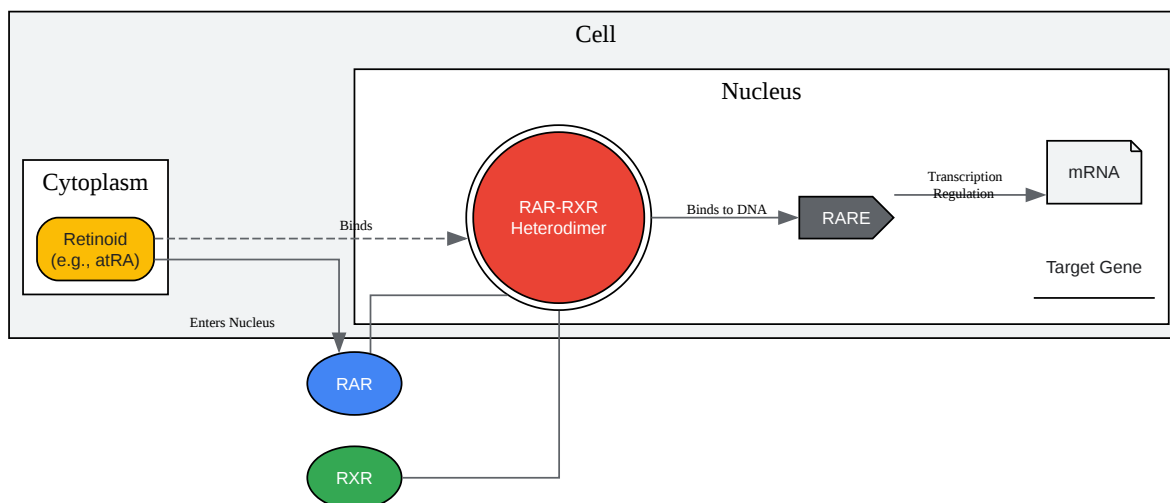 Cell
Nucleus
Cytoplasm
Retinoid
(e.g., atRA)
Binds
Enters Nucleus
RAR-RXR
Heterodimer
Binds to DNA
RARE
Transcription
Regulation
mRNA
Target Gene
RAR
RXR